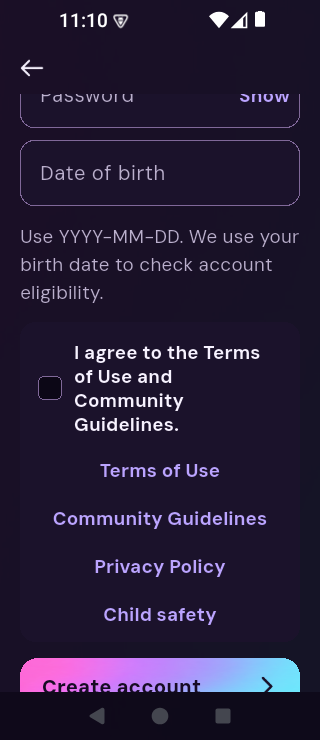 11:10
Password
Show
Date of birth
Use YYYY-MM-DD. We use your
birth date to check account
eligibility.
I agree to the Terms
of Use and
Community
Guidelines.
Terms of Use
Community Guidelines
Privacy Policy
Child safety
Create account